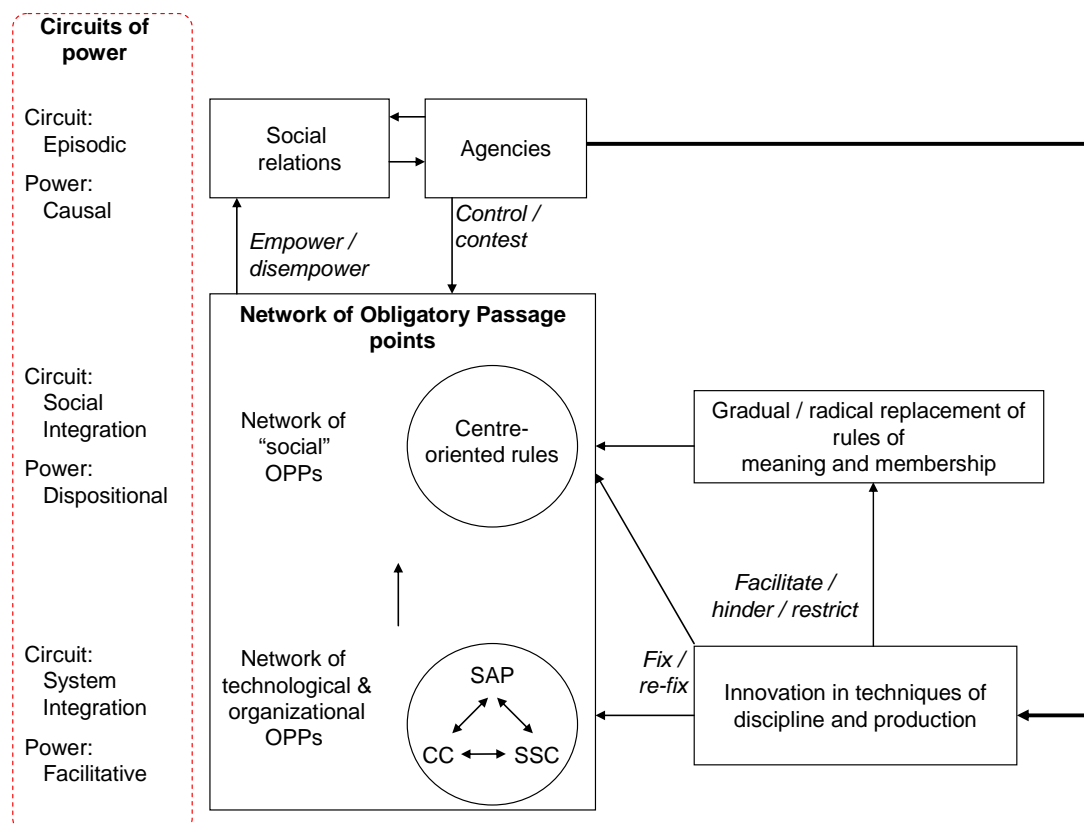 Circuits of
power
Circuit:
Episodic
Power:
Causal
Social
relations
Agencies
Empower /
disempower
Control /
contest
Network of Obligatory Passage
points
Circuit:
Social
Integration
Power:
Dispositional
Network of
“social”
OPPs
Centre-
oriented rules
Gradual / radical replacement of
rules of
meaning and membership
Facilitate /
hinder / restrict
Circuit:
System
Integration
Power:
Facilitative
Network of
technological &
organizational
OPPs
SAP
CC
SSC
Fix /
re-fix
Innovation in techniques of
discipline and production